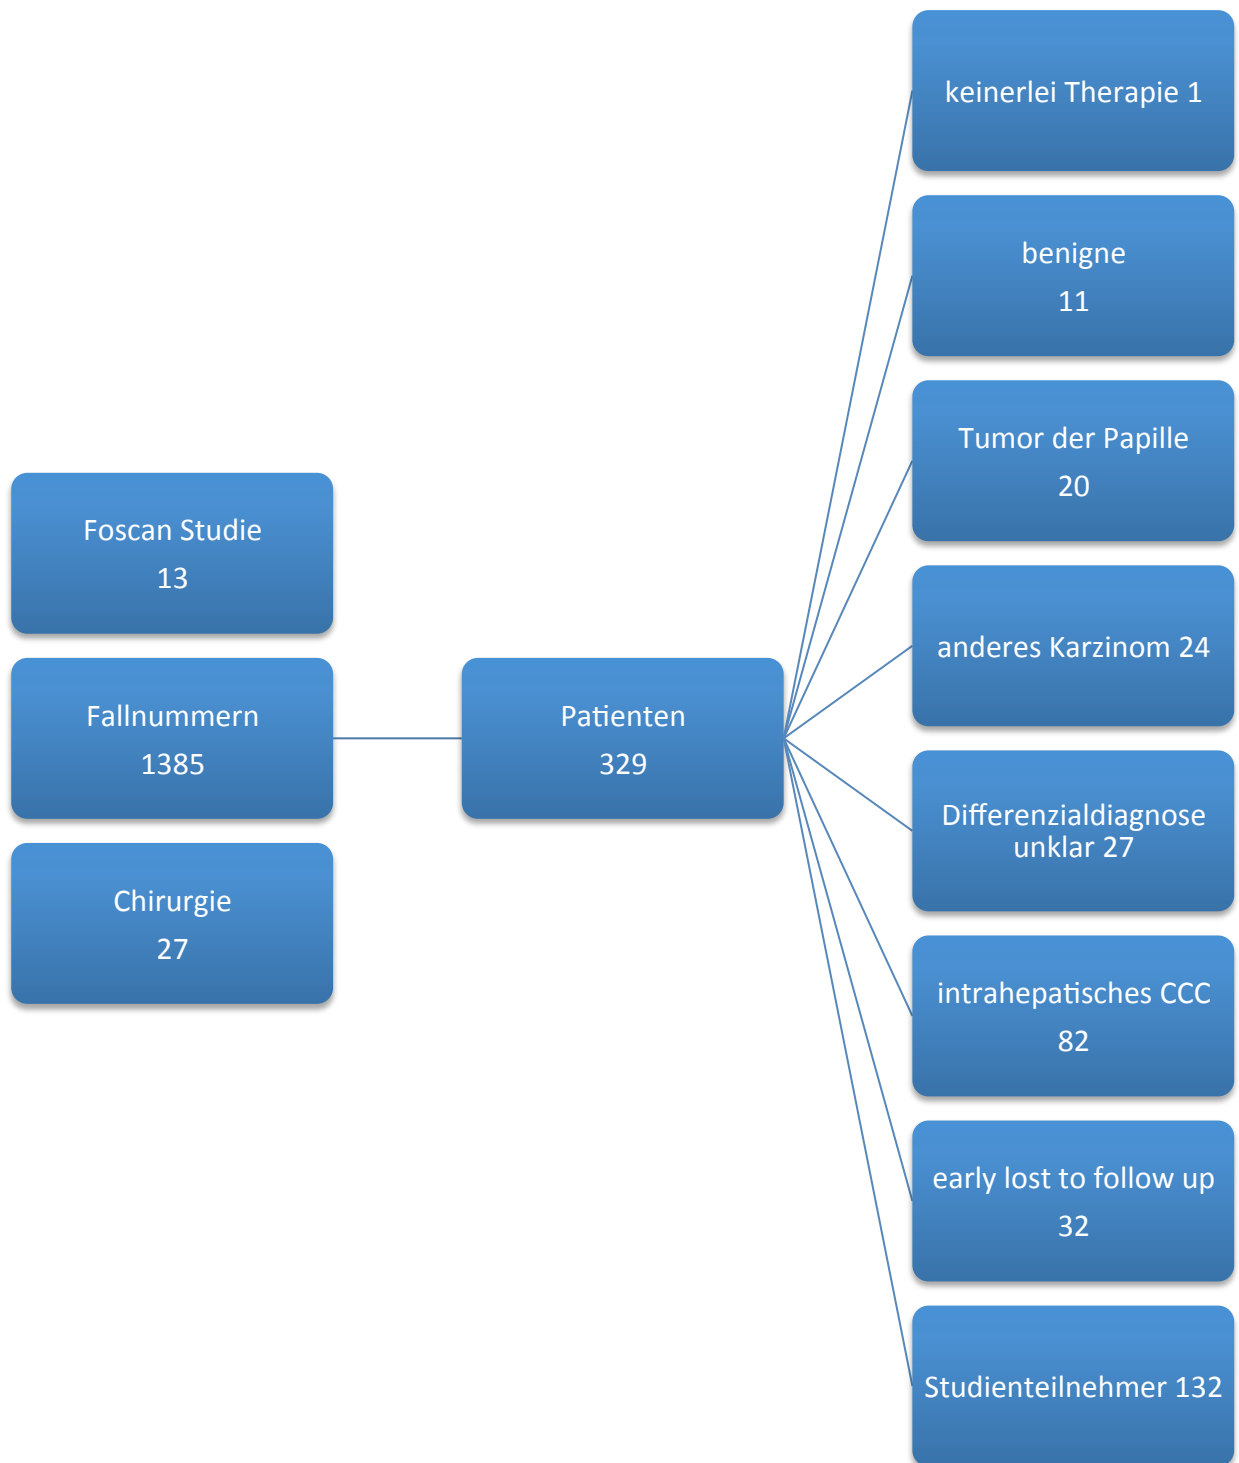 Foscan Studie
13
Fallnummern
1385
Chirurgie
27
Patienten
329
keinerlei Therapie 1
benigne
11
Tumor der Papille
20
anderes Karzinom 24
Differenzialdiagnose
unklar 27
intrahepatisches CCC
82
early lost to follow up
32
Studienteilnehmer 132